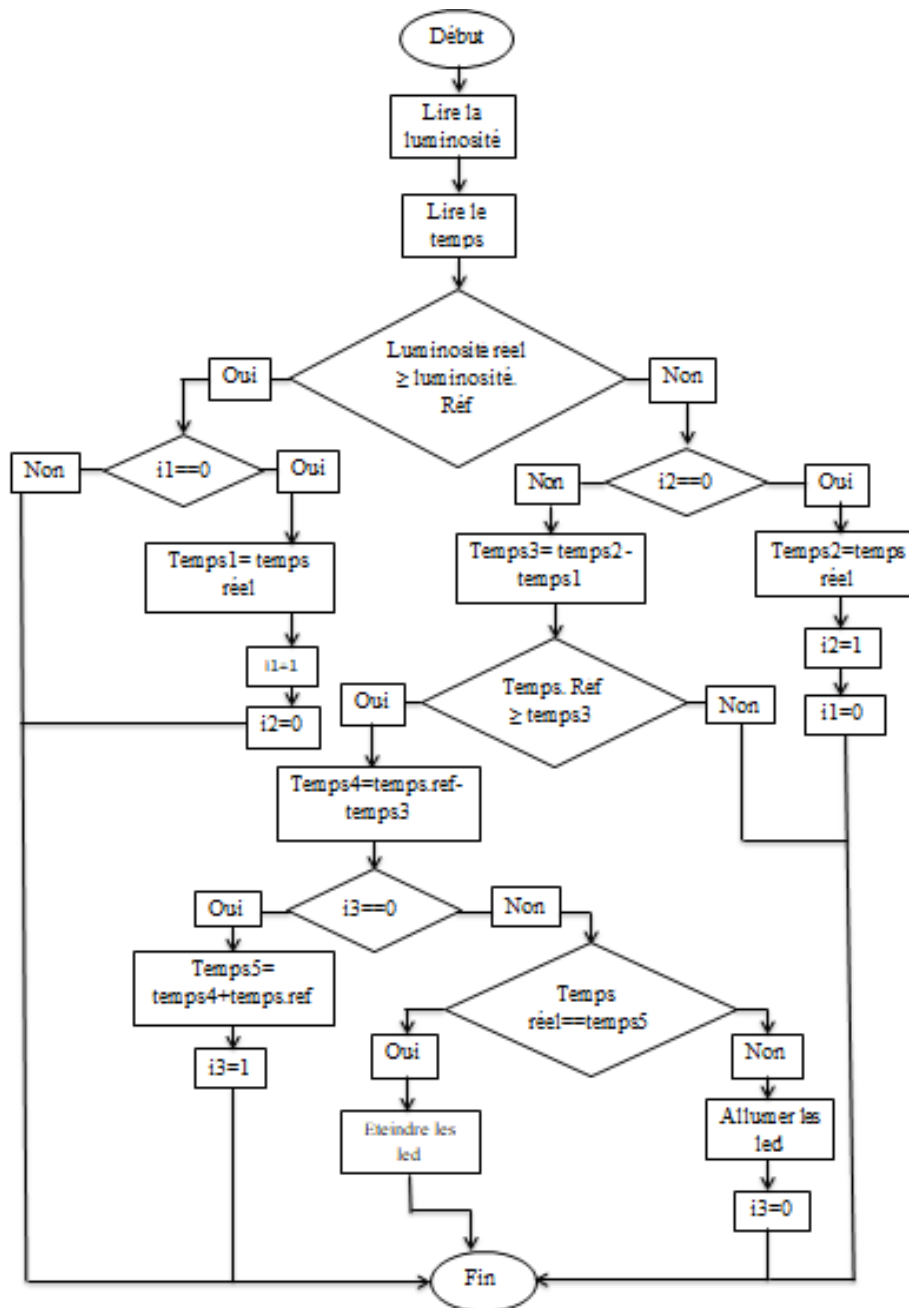 Début
Lire la
luminosité
Lire le
temps
Luminosite reel
≥ luminosité.
Réf
Oui
Non
Non
i1==0
Oui
Non
i2==0
Oui
Temps1= temps
réel
Temps3= temps2-
temps1
Temps2=temps
réel
i2=1
i2=0
Oui
Temps. Ref
≥ temps3
Non
i1=0
Temps4=temps.ref-
temps3
Oui
i3==0
Non
Temps5=
temps4+temps.ref
Temps
réel==temps5
i3=1
Oui
Non
Eteindre les
led
Allumer les
led
i3=0
Fin